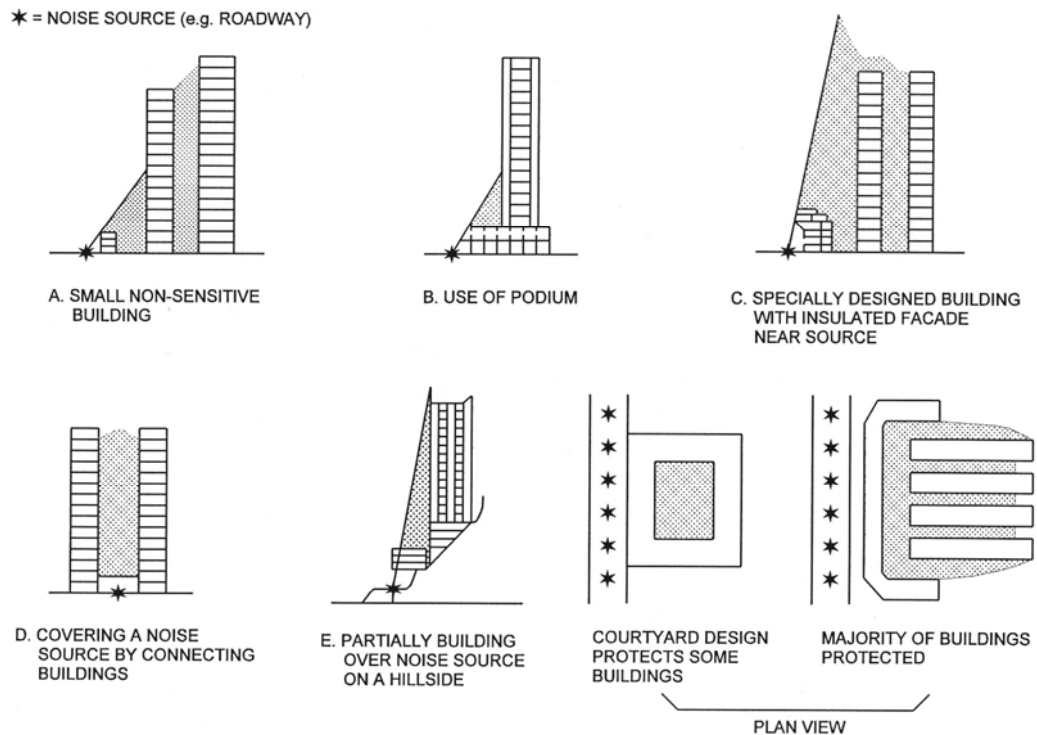 ✶ = NOISE SOURCE (e.g. ROADWAY)
A. SMALL NON-SENSITIVE
BUILDING
B. USE OF PODIUM
C. SPECIALLY DESIGNED BUILDING
WITH INSULATED FACADE
NEAR SOURCE
D. COVERING A NOISE
SOURCE BY CONNECTING
BUILDINGS
E. PARTIALLY BUILDING
OVER NOISE SOURCE
ON A HILLSIDE
COURTYARD DESIGN
PROTECTS SOME
BUILDINGS
MAJORITY OF BUILDINGS
PROTECTED
PLAN VIEW